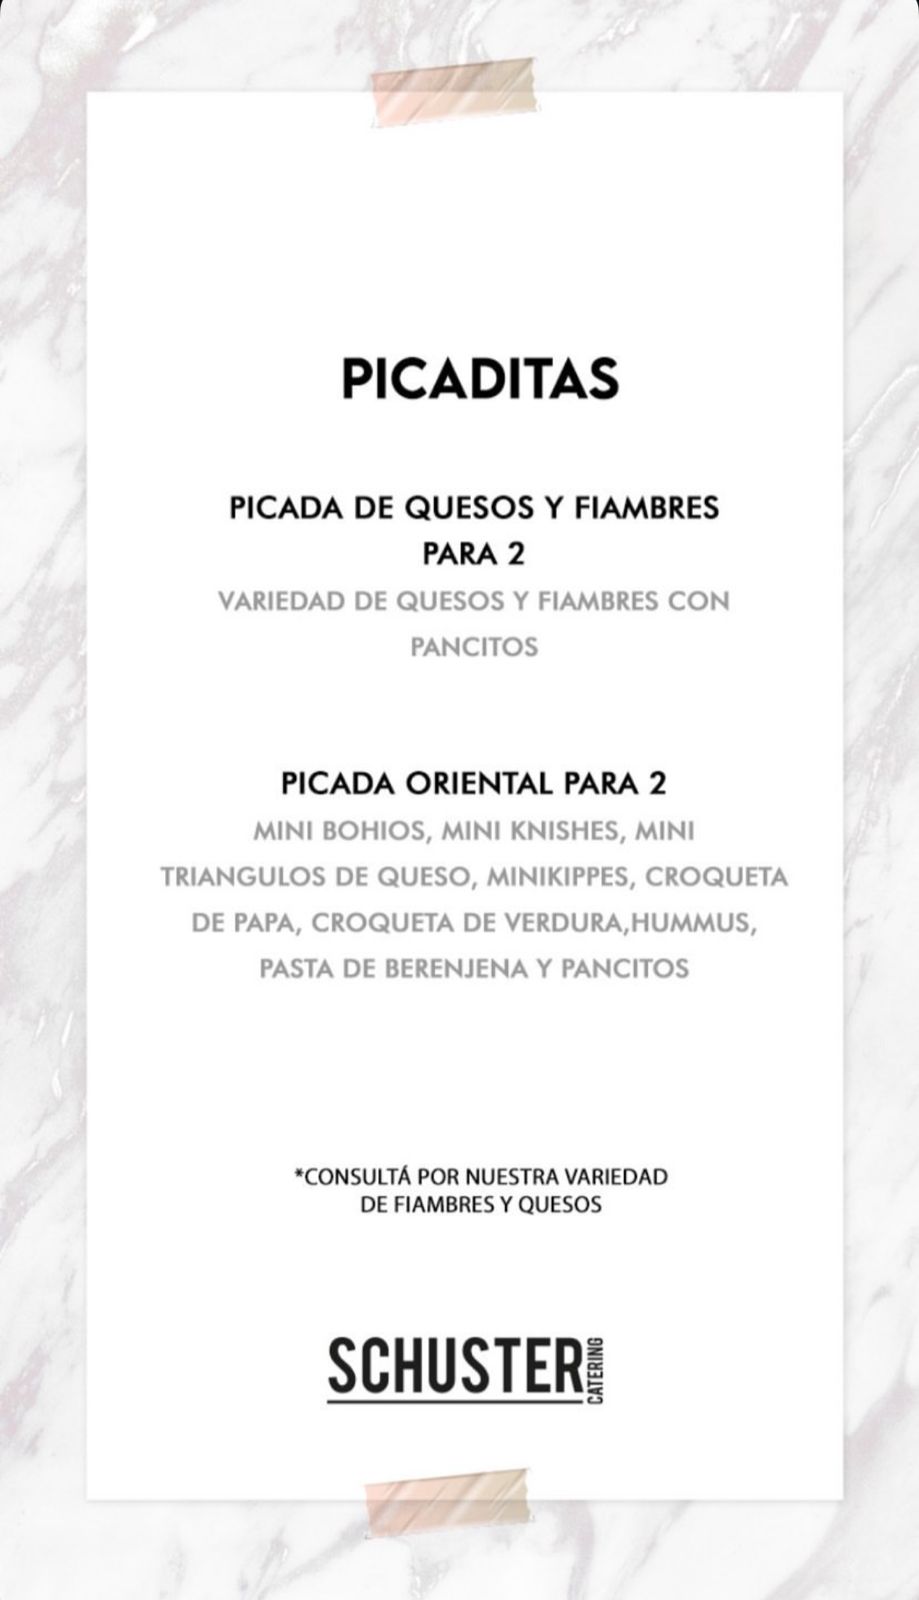 PICADITAS
PICADA DE QUESOS Y FIAMBRES
PARA 2
VARIEDAD DE QUESOS Y FIAMBRES CON
PANCITOS
PICADA ORIENTAL PARA 2
MINI BOHIOS, MINI KNISHES, MINI
TRIANGULOS DE QUESO, MINIKIPPES, CROQUETA
DE PAPA, CROQUETA DE VERDURA,HUMMUS,
PASTA DE BERENJENA Y PANCITOS
*CONSULTÁ POR NUESTRA VARIEDAD
DE FIAMBRES Y QUESOS
SCHUSTER
CATERING